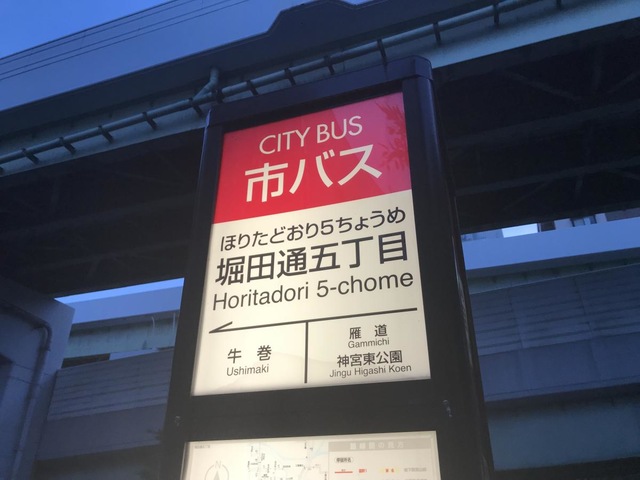 CITY BUS
市バス
ほりたどおり5ちょうめ
堀田通五丁目
Horitadori 5-chome
牛巻
Ushimaki
雁道
Gammichi
神宮東公園
Jingu Higashi Koen